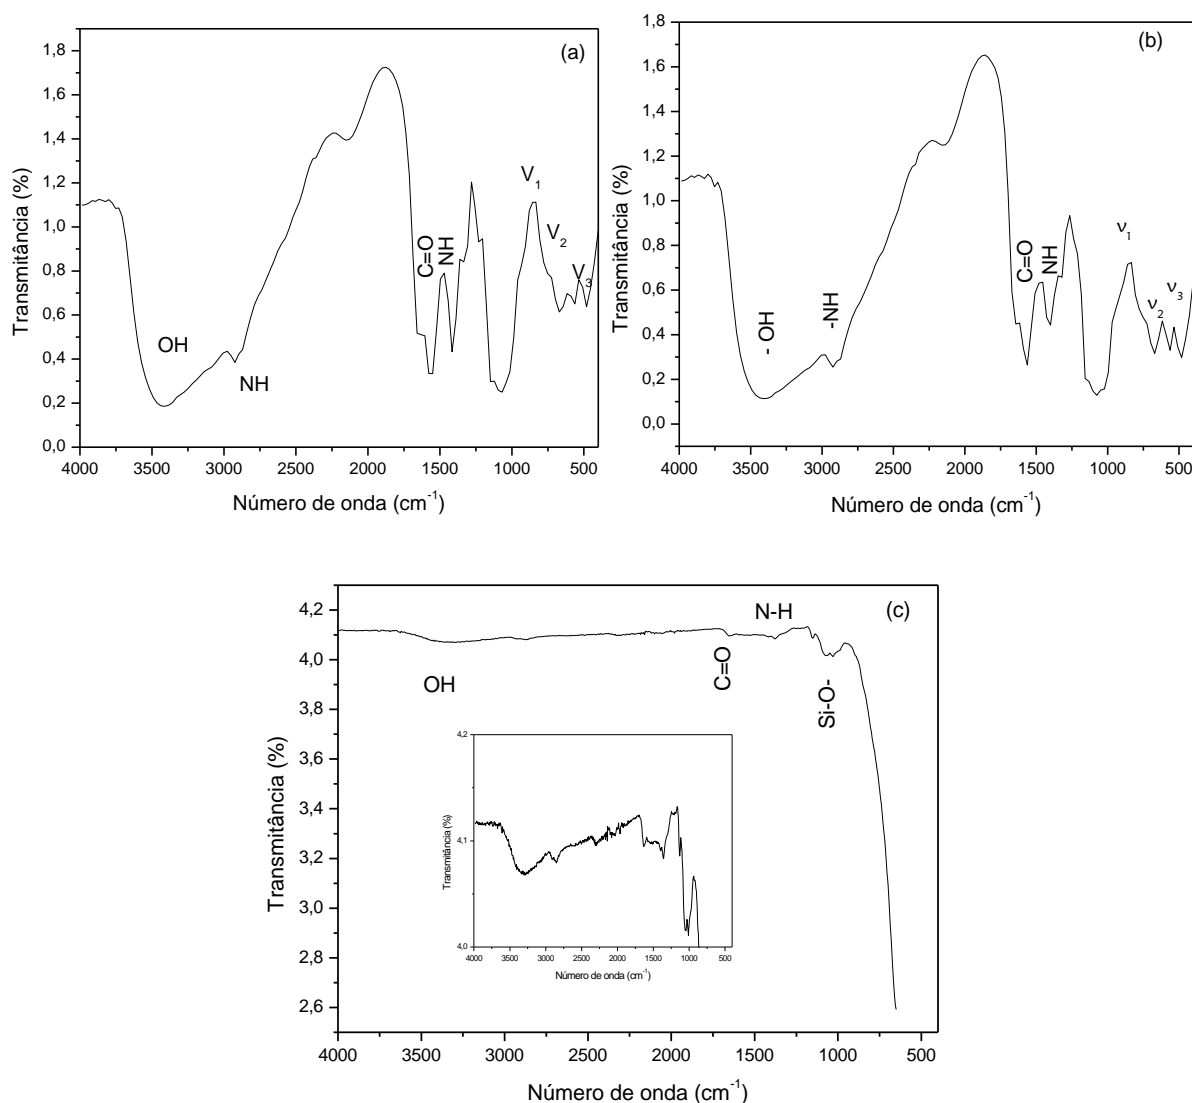 (a)
1,8
1,6
1,4
1,2
1,0
0,8
0,6
0,4
0,2
0,0
Transmitância (%)
OH
NH
C=O
NH
V1
V2
V3
4000 3500 3000 2500 2000 1500 1000 500
Número de onda (cm-1)
(b)
1,8
1,6
1,4
1,2
1,0
0,8
0,6
0,4
0,2
0,0
Transmitância (%)
- OH
-NH
C=O
NH
ν1
ν2
ν3
4000 3500 3000 2500 2000 1500 1000 500
Número de onda (cm-1)
(c)
4,2
4,0
3,8
3,6
3,4
3,2
3,0
2,8
2,6
Transmitância (%)
OH
C=O
N-H
Si-O-
4,2
4,1
4,0
Transmitância (%)
4000 3500 3000 2500 2000 1500 1000 500
Número de onda (cm-1)
4000 3500 3000 2500 2000 1500 1000 500
Número de onda (cm-1)